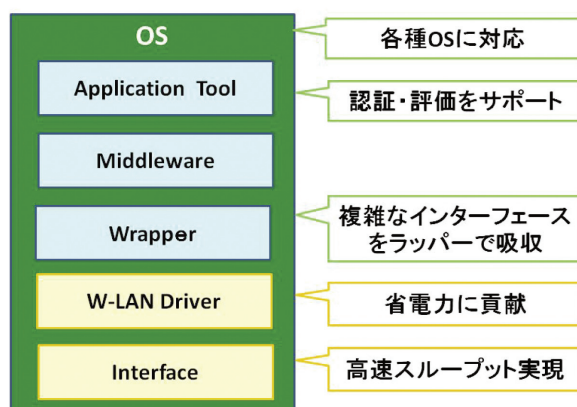 OS
各種OSに対応
Application Tool
認証・評価をサポート
Middleware
Wrapper
複雑なインターフェース
をラッパーで吸収
W-LAN Driver
省電力に貢献
Interface
高速スループット実現